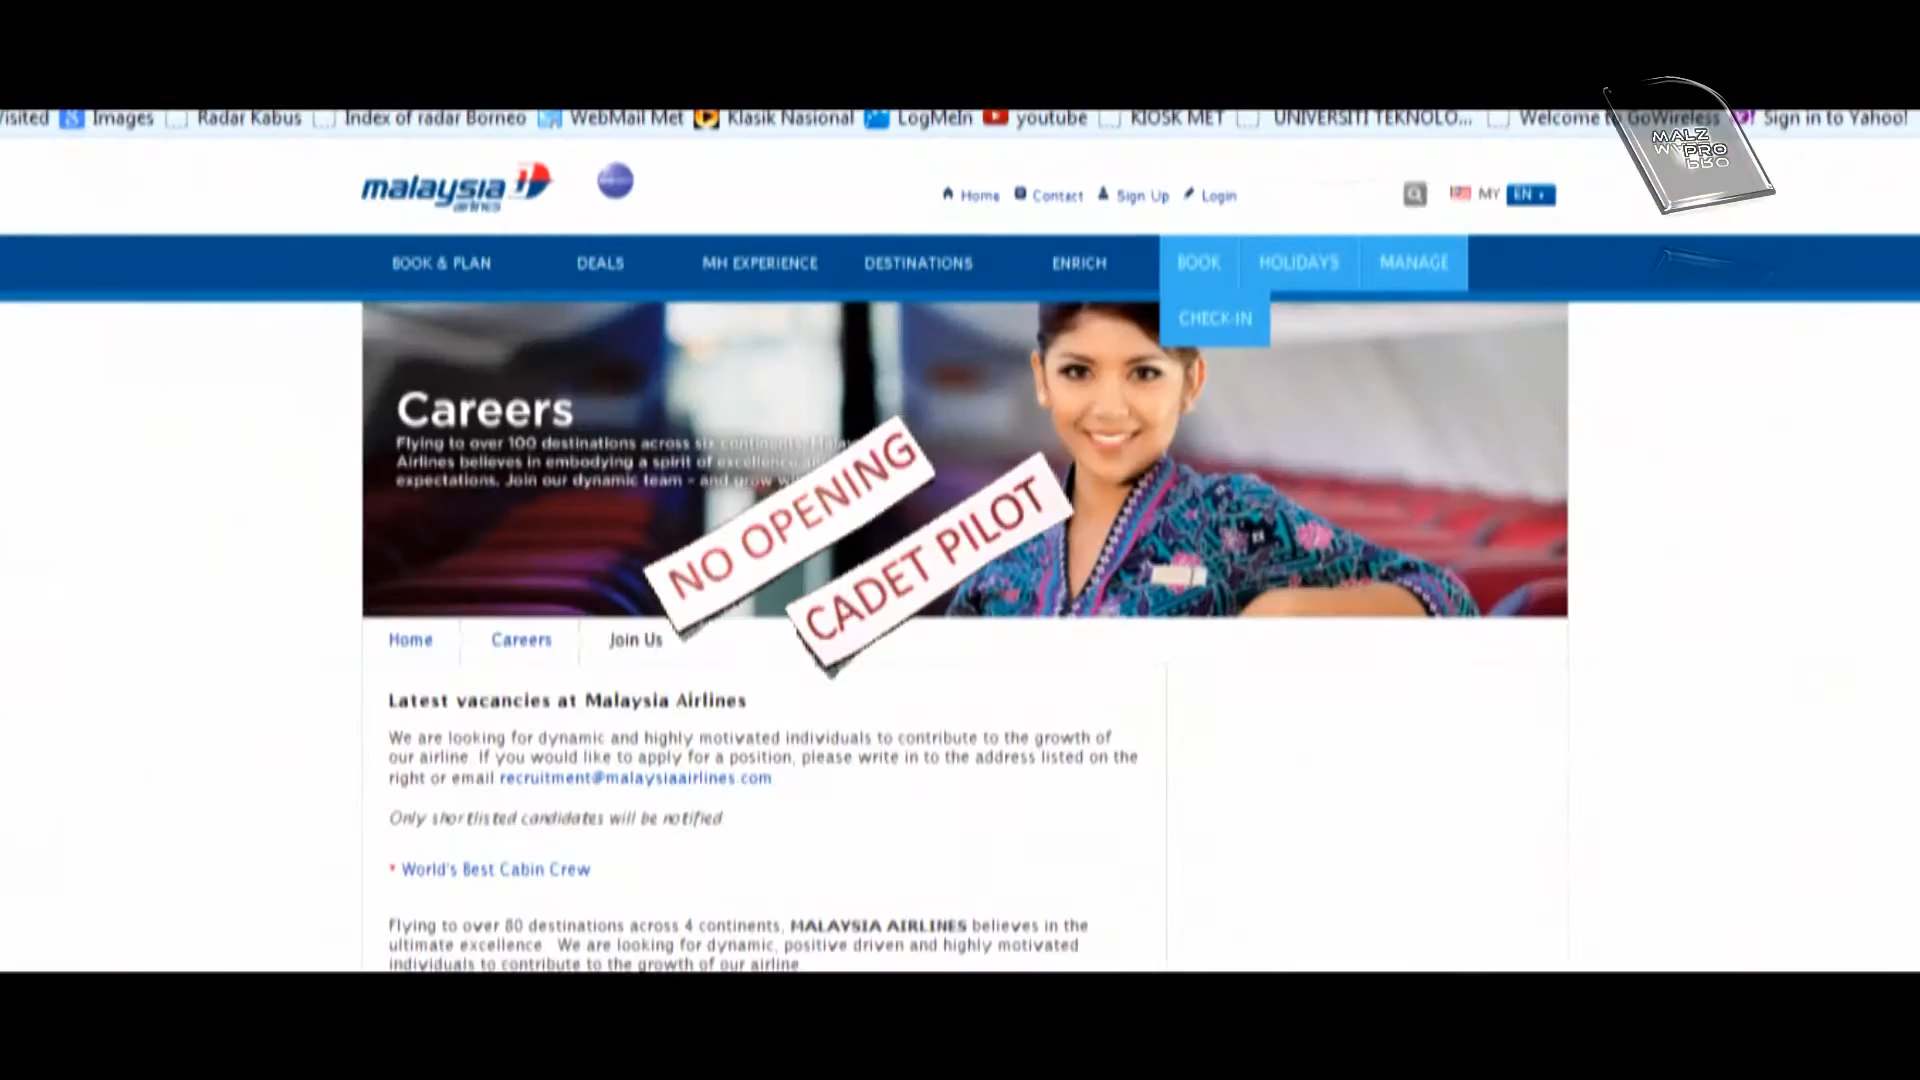 Visited Images Radar Kabus Index of radar Borneo WebMail Met Klasik Nasional LogMeIn youtube KIOSK MET UNIVERSITI TEKNOLO... Welcome to GoWireless Sign in to Yahoo!
MALZ
PRO
malaysia
airlines
Home Contact Sign Up Login
MY EN
BOOK & PLAN DEALS MH EXPERIENCE DESTINATIONS ENRICH BOOK HOLIDAYS MANAGE
CHECK-IN
Careers
Flying to over 100 destinations across six continents, Malay
Airlines believes in embodying a spirit of excellence
expectations. Join our dynamic team - and grow
NO OPENING
CADET PILOT
Home Careers Join Us
Latest vacancies at Malaysia Airlines
We are looking for dynamic and highly motivated individuals to contribute to the growth of
our airline. If you would like to apply for a position, please write in to the address listed on the
right or email recruitment@malaysiaairlines.com
Only shortlisted candidates will be notified.
* World's Best Cabin Crew
Flying to over 80 destinations across 4 continents, MALAYSIA AIRLINES believes in the
ultimate excellence. We are looking for dynamic, positive driven and highly motivated
individuals to contribute to the growth of our airline